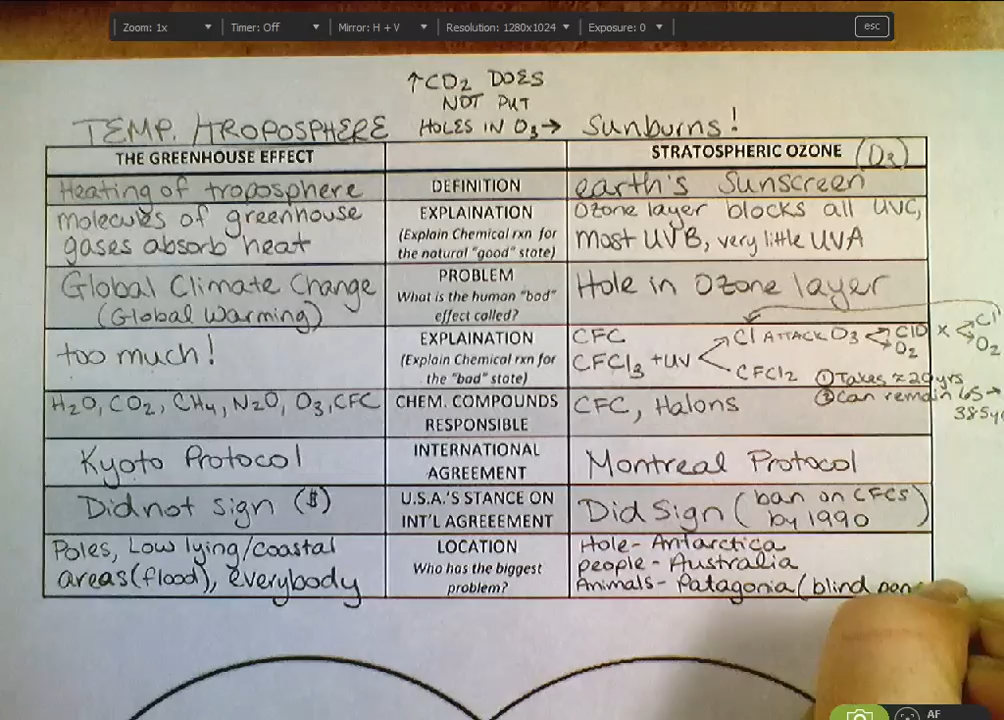 Zoom: 1x Timer: Off Mirror: H + V Resolution: 1280x1024 Exposure: 0 esc
↑CO2 DOES
NOT PUT
TEMP. / TROPOSPHERE HOLES IN O3→ Sunburns!
THE GREENHOUSE EFFECT STRATOSPHERIC OZONE (O3)
Heating of troposphere DEFINITION earth's Sunscreen
molecules of greenhouse
gases absorb heat
EXPLAINATION
(Explain Chemical rxn for
the natural "good" state)
Ozone layer blocks all UVC,
most UVB, very little UVA
Global Climate Change
(Global Warming)
PROBLEM
What is the human "bad"
effect called?
Hole in Ozone layer
too much!
EXPLAINATION
(Explain Chemical rxn for
the "bad" state)
CFC
CFCl3 + UV
Cl ATTACK O3 ClO x Cl
O2 O2
CFCl2 ① Takes ≈ 20 yrs
② can remain 65→
385y
H2O, CO2, CH4, N2O, O3, CFC
CHEM. COMPOUNDS
RESPONSIBLE
CFC, Halons
Kyoto Protocol
INTERNATIONAL
AGREEMENT
Montreal Protocol
Did not sign ($)
U.S.A.'S STANCE ON
INT'L AGREEEMENT
Did Sign (ban on CFCs
by 1990)
Poles, Low lying/coastal
areas (flood), everybody
LOCATION
Who has the biggest
problem?
Hole - Antarctica
people - Australia
Animals - Patagonia (blind
AF